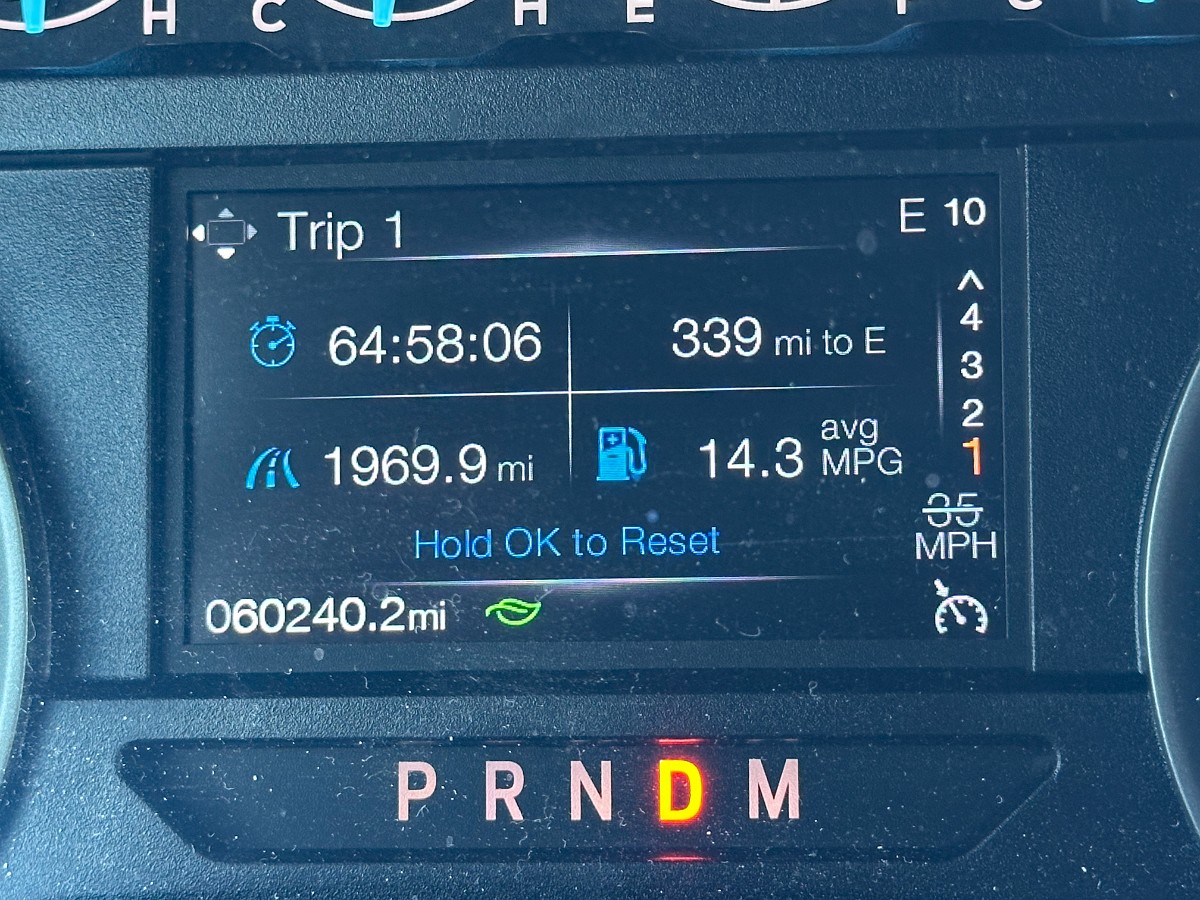 H C H E
Trip 1
E 10
64:58:06
339 mi to E
^
4
3
2
1
1969.9 mi
14.3 avg MPG
35 MPH
Hold OK to Reset
060240.2mi
P R N D M